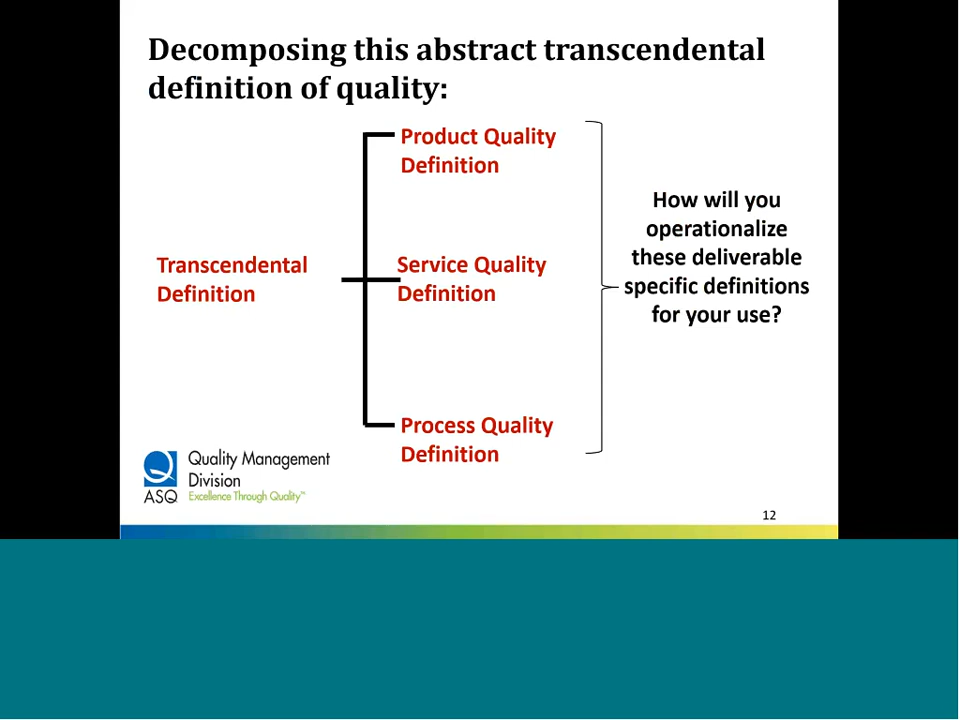 Decomposing this abstract transcendental
definition of quality:
Product Quality
Definition
How will you
operationalize
these deliverable
specific definitions
for your use?
Transcendental
Definition
Service Quality
Definition
Process Quality
Definition
ASQ
Quality Management
Division
Excellence Through Quality™
12